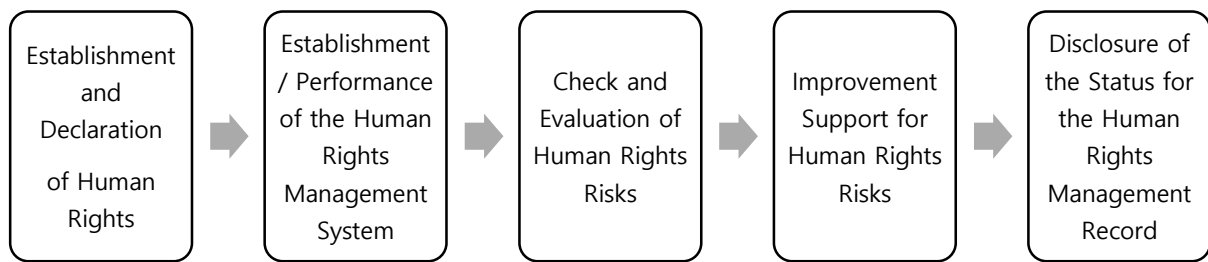 Establishment
and
Declaration
of Human
Rights
Establishment
/ Performance
of the Human
Rights
Management
System
Check and
Evaluation of
Human Rights
Risks
Improvement
Support for
Human Rights
Risks
Disclosure of
the Status for
the Human
Rights
Management
Record